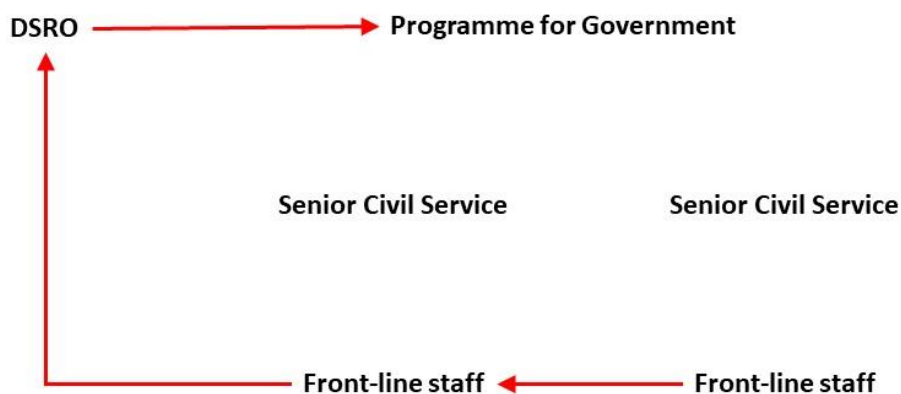 DSRO Programme for Government
Senior Civil Service Senior Civil Service
Front-line staff Front-line staff